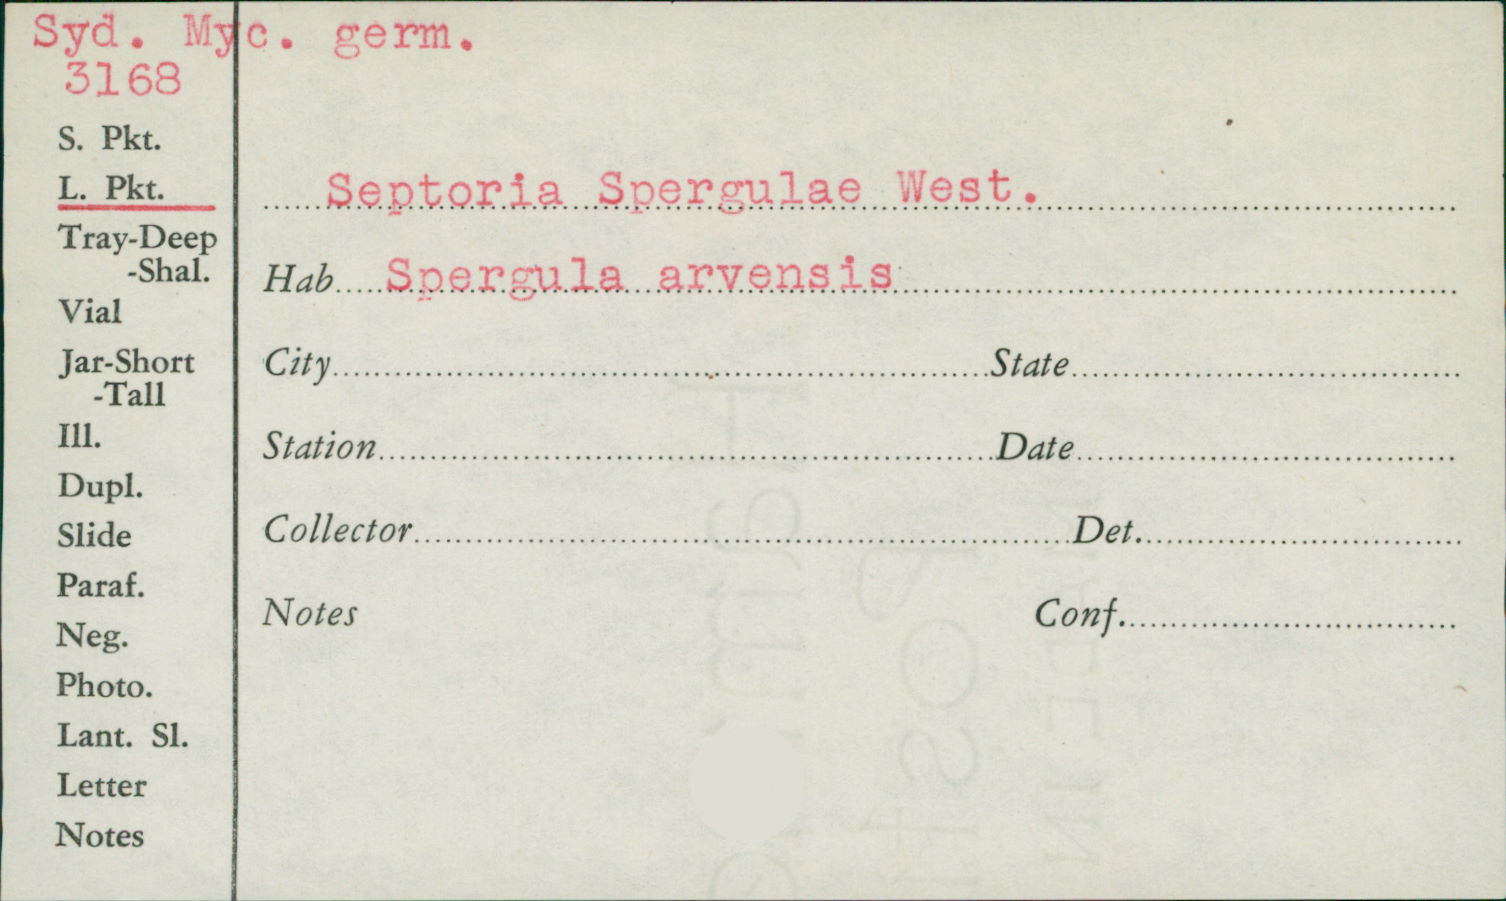 Syd. Myc. germ.
3168
S. Pkt.
L. Pkt.
Tray-Deep
-Shal.
Vial
Jar-Short
-Tall
Ill.
Dupl.
Slide
Paraf.
Neg.
Photo.
Lant. Sl.
Letter
Notes
Septoria Spergulae West.
Hab Spergula arvensis
City State
Station Date
Collector Det.
Notes Conf.